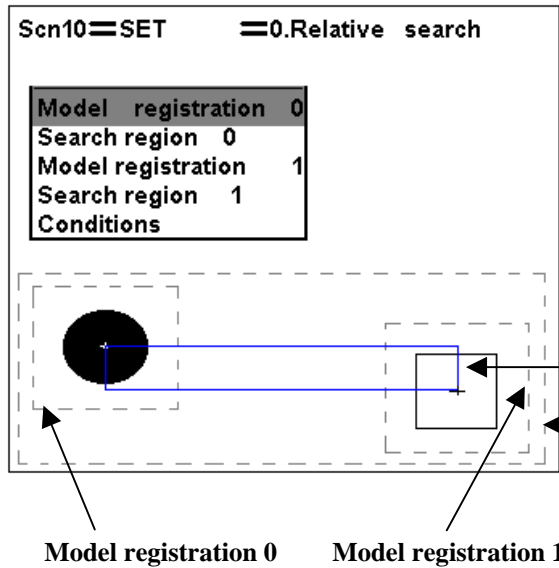 Scn10=SET =0.Relative search
Model registration 0
Search region 0
Model registration 1
Search region 1
Conditions
Model registration 0 Model registration 1